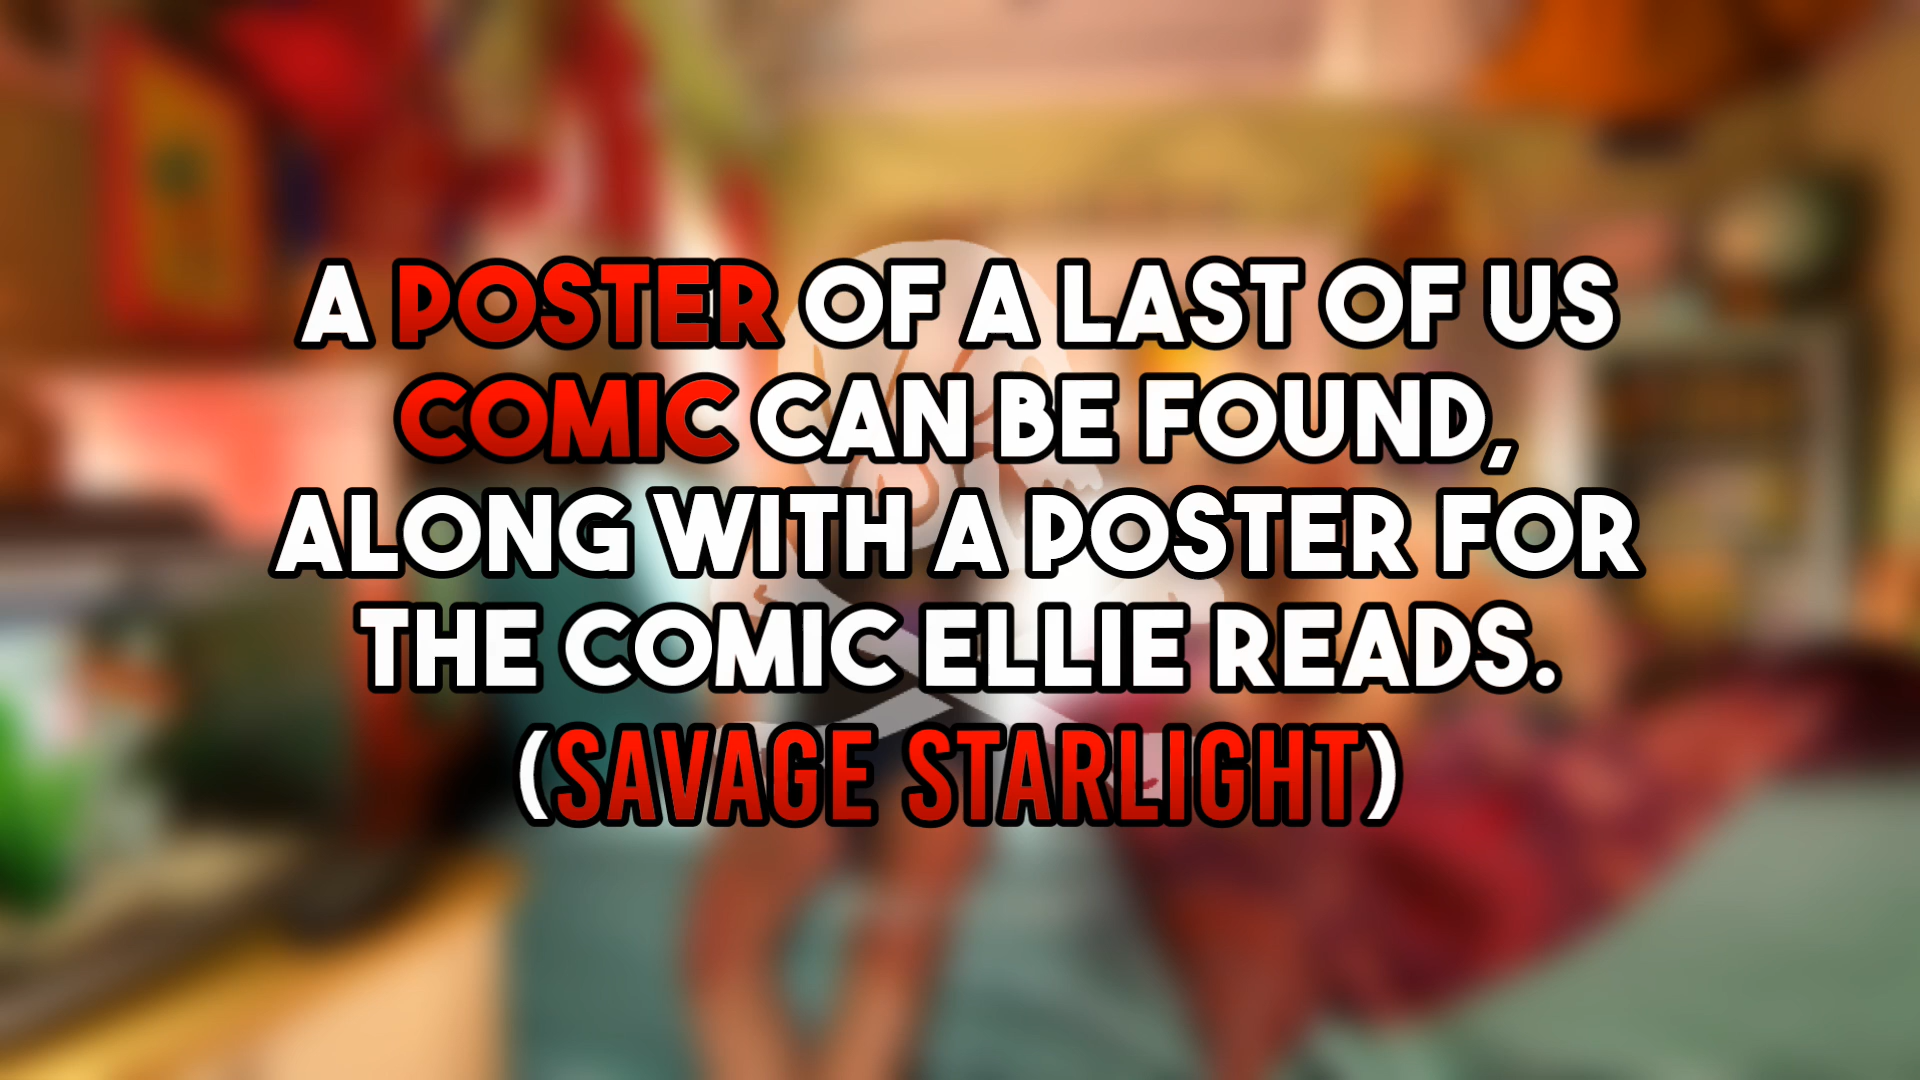 A POSTER OF A LAST OF US
COMIC CAN BE FOUND,
ALONG WITH A POSTER FOR
THE COMIC ELLIE READS.
(SAVAGE STARLIGHT)